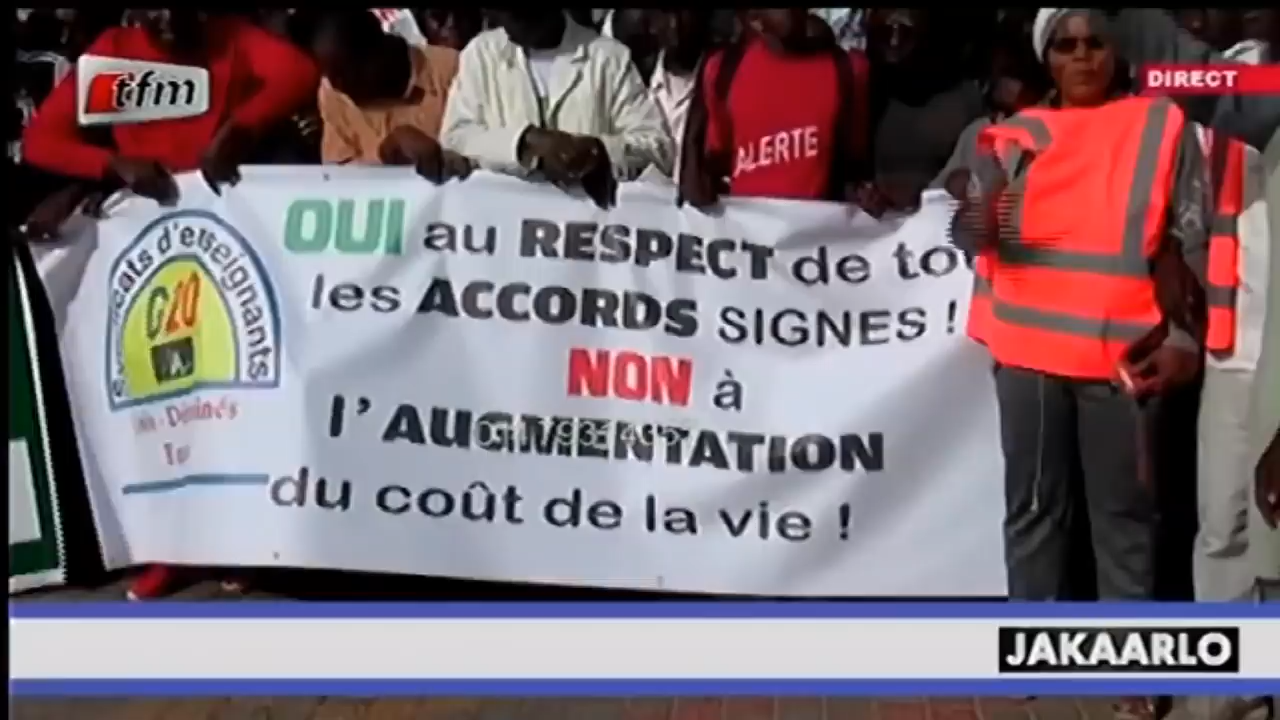 tfm
DIRECT
ALERTE
d'enseignants
G20
OUI au RESPECT de
les ACCORDS SIGNES !
NON à
l'AUGMENTATION
du coût de la vie !
JAKAARLO